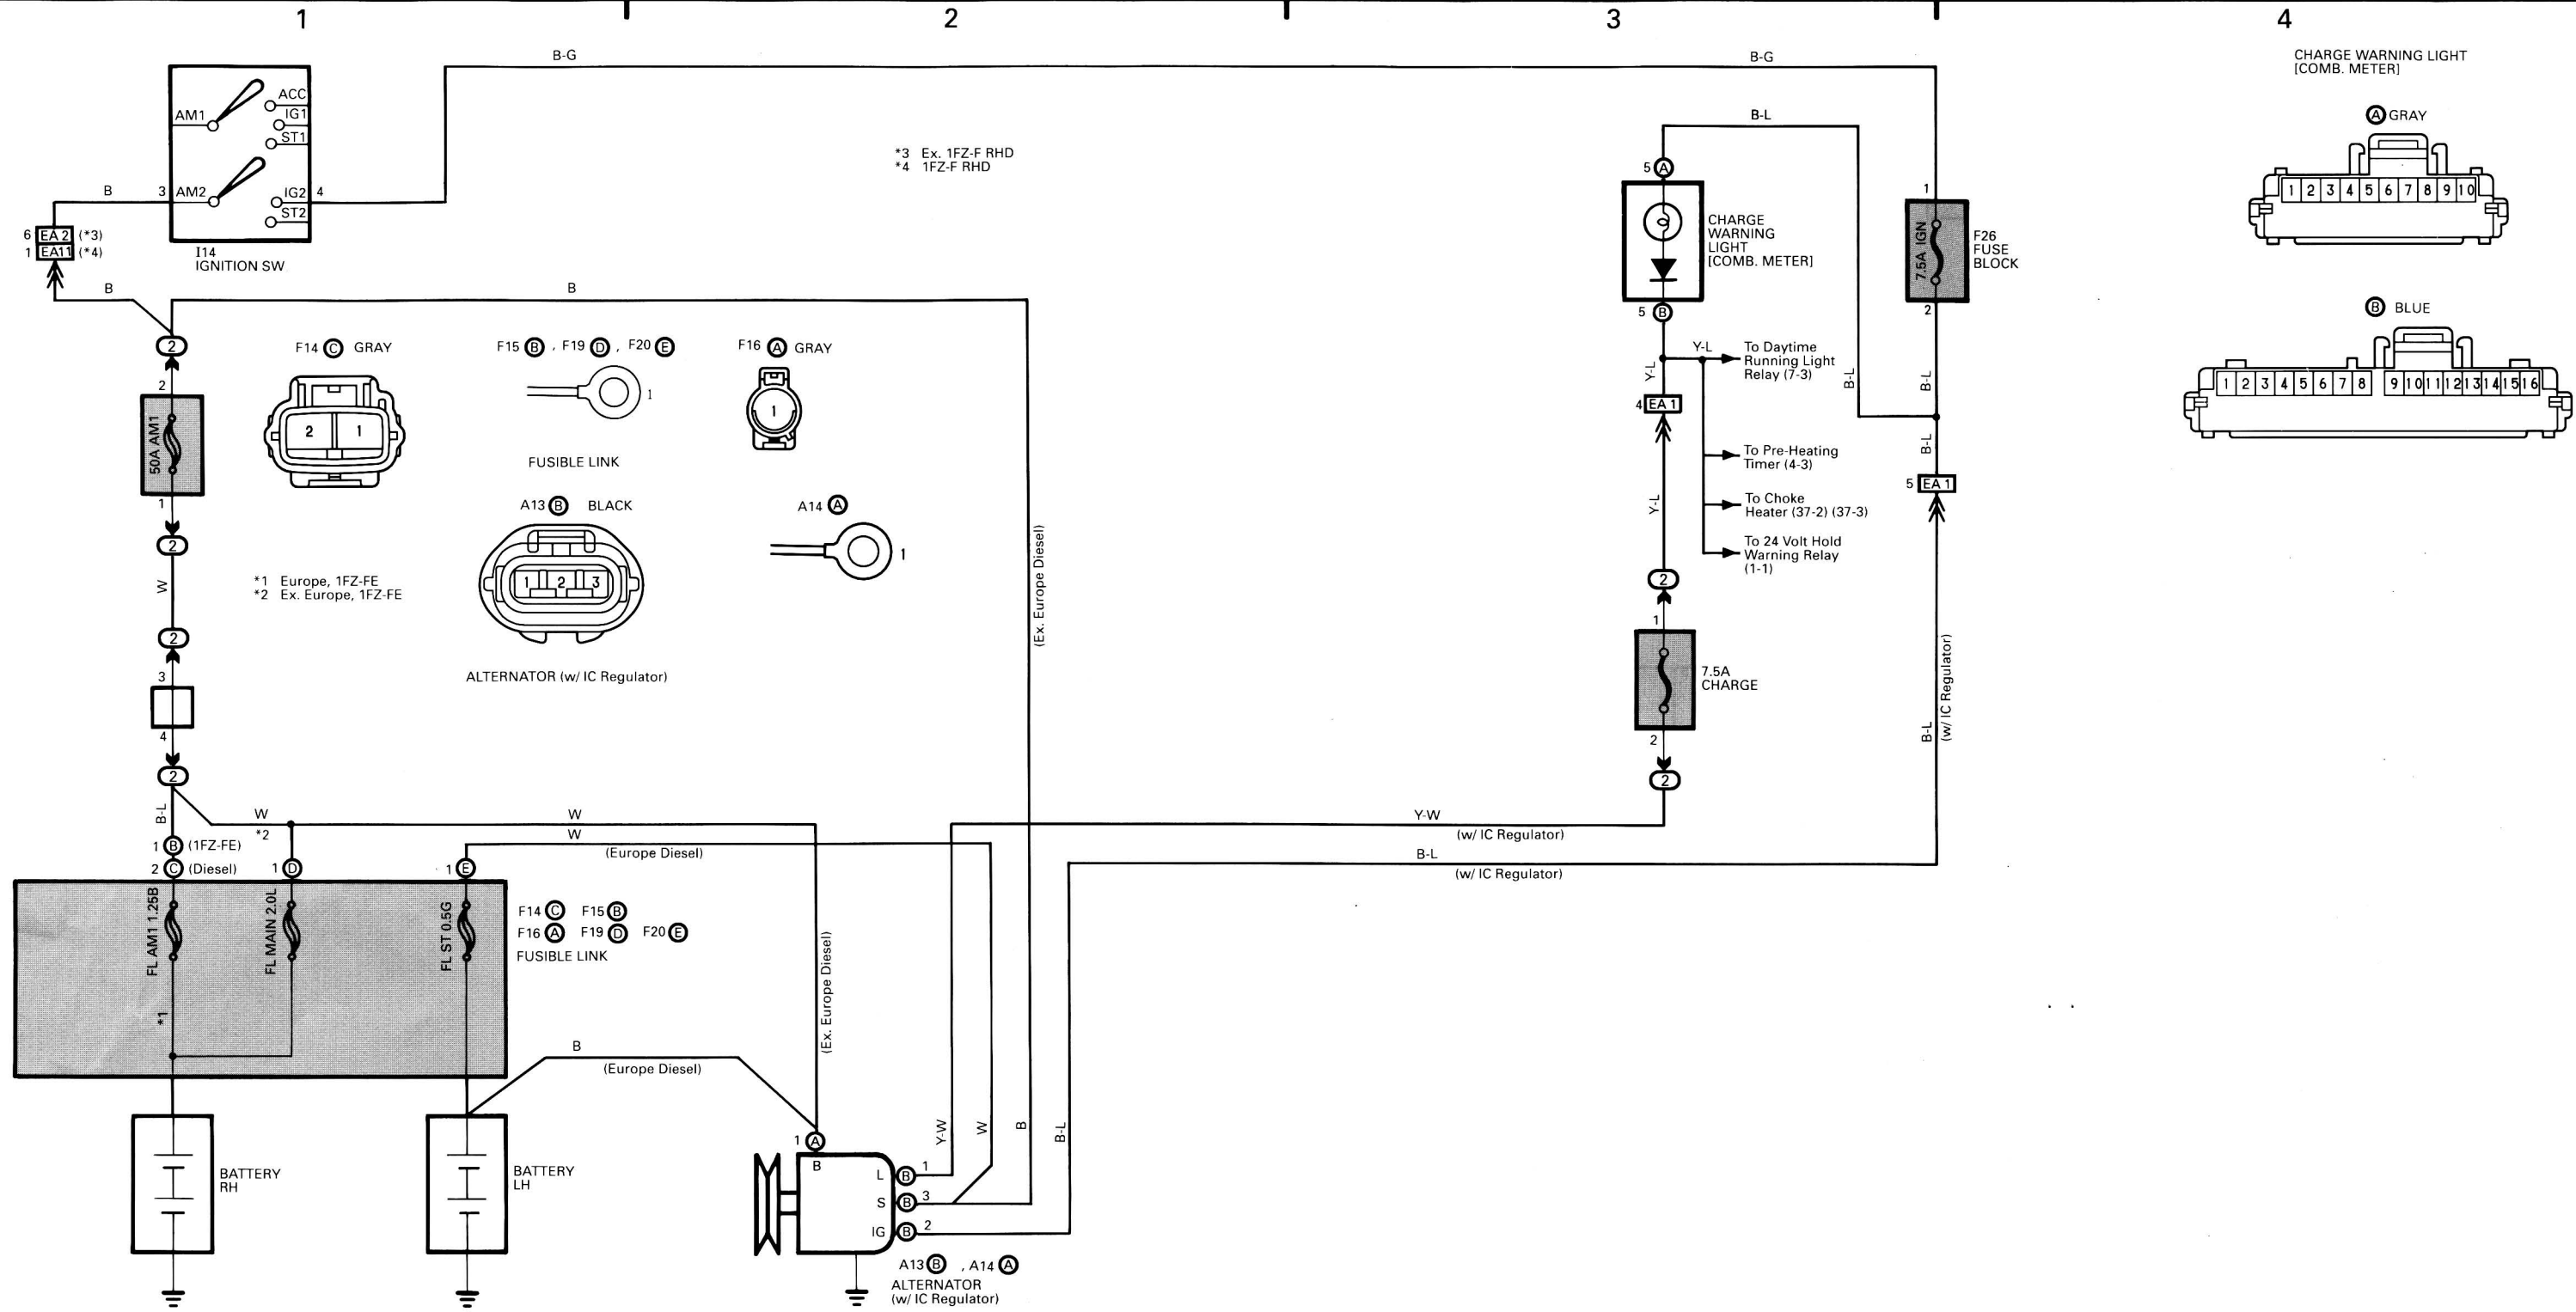 1
2
3
4
B-G
B-G
CHARGE WARNING LIGHT
[COMB. METER]
A GRAY
1 2 3 4 5 6 7 8 9 10
B BLUE
1 2 3 4 5 6 7 8 9 10 11 12 13 14 15 16
ACC
AM1
IG1
ST1
B
3
AM2
IG2
4
ST2
6 EA 2 (*3)
1 EA11 (*4)
I14
IGNITION SW
B
B
*3 Ex. 1FZ-F RHD
*4 1FZ-F RHD
B-L
5 A
CHARGE
WARNING
LIGHT
[COMB. METER]
5 B
1
7.5A IGN
F26
FUSE
BLOCK
2
2
2
50A AM1
1
2
W
2
3
4
2
B-L
F14 C GRAY
2 1
F15 B , F19 D , F20 E
1
F16 A GRAY
1
FUSIBLE LINK
A13 B BLACK
1 2 3
A14 A
1
*1 Europe, 1FZ-FE
*2 Ex. Europe, 1FZ-FE
ALTERNATOR (w/ IC Regulator)
(Ex. Europe Diesel)
Y-L
To Daytime
Running Light
Relay (7-3)
Y-L
4 EA 1
To Pre-Heating
Timer (4-3)
Y-L
To Choke
Heater (37-2) (37-3)
To 24 Volt Hold
Warning Relay
(1-1)
B-L
B-L
B-L
5 EA 1
2
1
7.5A
CHARGE
2
2
B-L
(w/ IC Regulator)
W
*2
W
W
(Europe Diesel)
Y-W
(w/ IC Regulator)
B-L
(w/ IC Regulator)
1 B (1FZ-FE)
2 C (Diesel)
1 D
1 E
FL AM1 1.25B
FL MAIN 2.0L
FL ST 0.5G
*1
F14 C F15 B
F16 A F19 D F20 E
FUSIBLE LINK
B
(Europe Diesel)
(Ex. Europe Diesel)
Y-W
W
B
B-L
BATTERY
RH
BATTERY
LH
1 A
B
L B 1
S B 3
IG B 2
A13 B , A14 A
ALTERNATOR
(w/ IC Regulator)